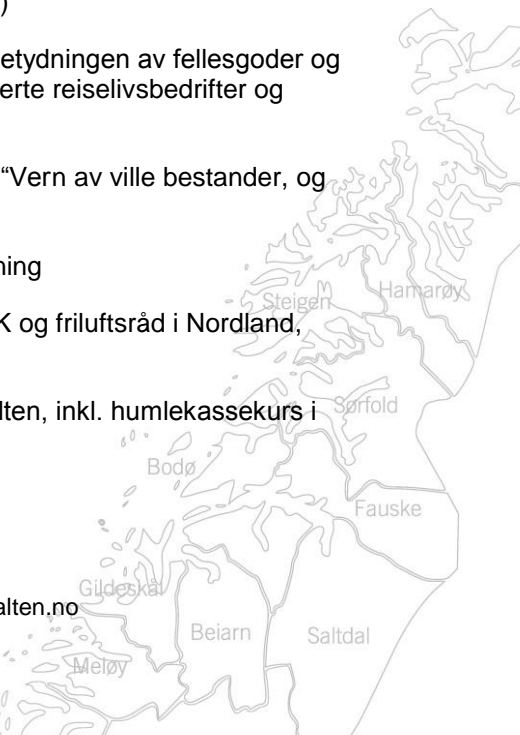 )
etydningen av fellesgoder og
erte reiselivsbedrifter og
“Vern av ville bestander, og
ning
Steigen Hamarøy
K og friluftsråd i Nordland,
lten, inkl. humlekassekurs i
Sørfold
Bodø
Fauske
Gildeskål
alten.no
Beiarn Saltdal
Meløy